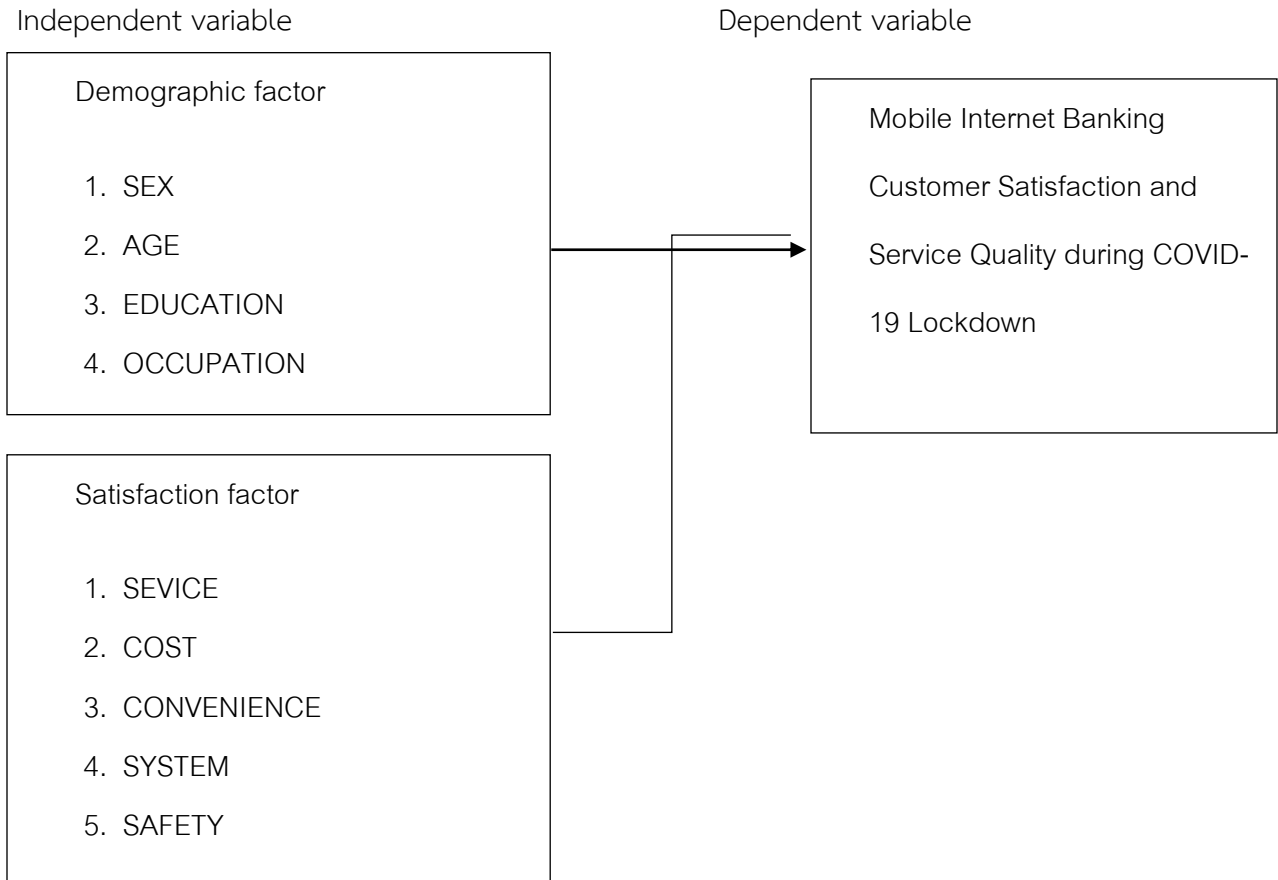 Independent variable
Dependent variable
Demographic factor
1. SEX
2. AGE
3. EDUCATION
4. OCCUPATION
Mobile Internet Banking
Customer Satisfaction and
Service Quality during COVID-
19 Lockdown
Satisfaction factor
1. SEVICE
2. COST
3. CONVENIENCE
4. SYSTEM
5. SAFETY